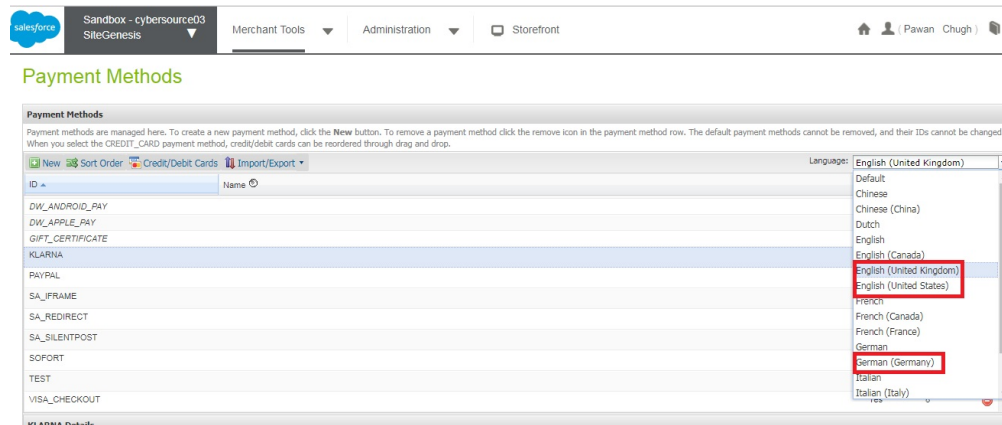 salesforce
Sandbox - cybersource03
SiteGenesis
Merchant Tools
Administration
Storefront
( Pawan Chugh )
Payment Methods
Payment Methods
Payment methods are managed here. To create a new payment method, click the New button. To remove a payment method click the remove icon in the payment method row. The default payment methods cannot be removed, and their IDs cannot be changed
When you select the CREDIT_CARD payment method, credit/debit cards can be reordered through drag and drop.
New Sort Order Credit/Debit Cards Import/Export
Language: English (United Kingdom)
ID Name
Default
Chinese
Chinese (China)
Dutch
English
English (Canada)
English (United Kingdom)
English (United States)
French
French (Canada)
French (France)
German
German (Germany)
Italian
Italian (Italy)
DW_ANDROID_PAY
DW_APPLE_PAY
GIFT_CERTIFICATE
KLARNA
PAYPAL
SA_IFRAME
SA_REDIRECT
SA_SILENTPOST
SOFORT
TEST
VISA_CHECKOUT Yes
KLARNA Details